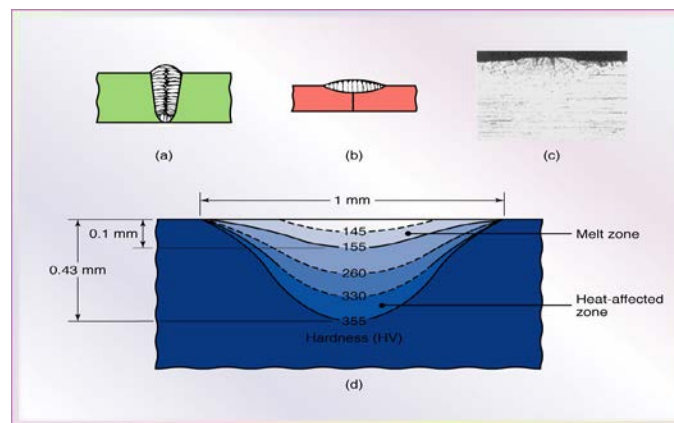 (a)
(b)
(c)
1 mm
0.1 mm
145
Melt zone
155
0.43 mm
260
330
Heat-affected
zone
355
Hardness (HV)
(d)